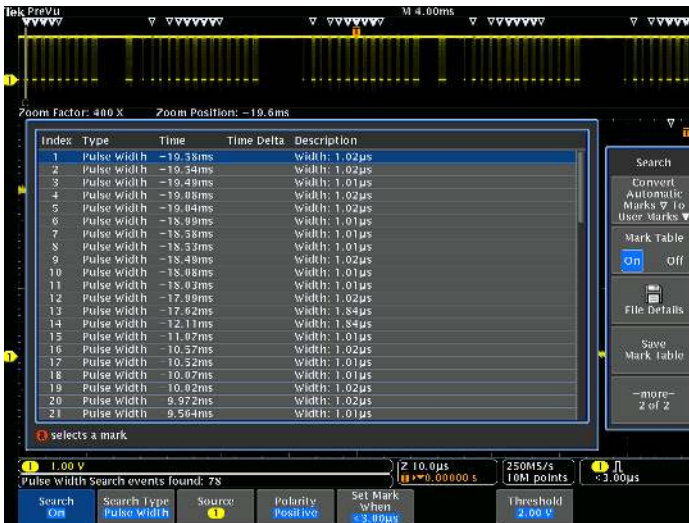 Tek PreVu M 4.00ms
T
1
Zoom Factor: 400 X Zoom Position: -19.6ms
Index Type Time Time Delta Description
1 Pulse Width -19.58ms Width: 1.02µs
2 Pulse Width -19.54ms Width: 1.02µs
3 Pulse Width -19.49ms Width: 1.01µs
4 Pulse Width -19.08ms Width: 1.02µs
5 Pulse Width -19.04ms Width: 1.02µs
6 Pulse Width -18.99ms Width: 1.01µs
7 Pulse Width -18.58ms Width: 1.01µs
8 Pulse Width -18.53ms Width: 1.01µs
9 Pulse Width -18.49ms Width: 1.02µs
10 Pulse Width -18.08ms Width: 1.01µs
11 Pulse Width -18.03ms Width: 1.01µs
12 Pulse Width -17.99ms Width: 1.02µs
13 Pulse Width -17.62ms Width: 1.84µs
14 Pulse Width -12.11ms Width: 1.84µs
15 Pulse Width -11.07ms Width: 1.01µs
16 Pulse Width -10.57ms Width: 1.02µs
17 Pulse Width -10.52ms Width: 1.01µs
18 Pulse Width -10.07ms Width: 1.01µs
19 Pulse Width -10.02ms Width: 1.02µs
20 Pulse Width -9.972ms Width: 1.02µs
21 Pulse Width -9.564ms Width: 1.01µs
a selects a mark
Search
Convert
Automatic
Marks ▽ To
User Marks ▼
Mark Table
On Off
File Details
Save
Mark Table
-more-
2 of 2
1
1 1.00 V Z 10.0µs 250MS/s 1
T→▼0.00000 s 10M points <3.00µs
Pulse Width Search events found: 78
Search
On
Search Type
Pulse Width
Source
1
Polarity
Positive
Set Mark
When
<3.00µs
Threshold
2.00 V